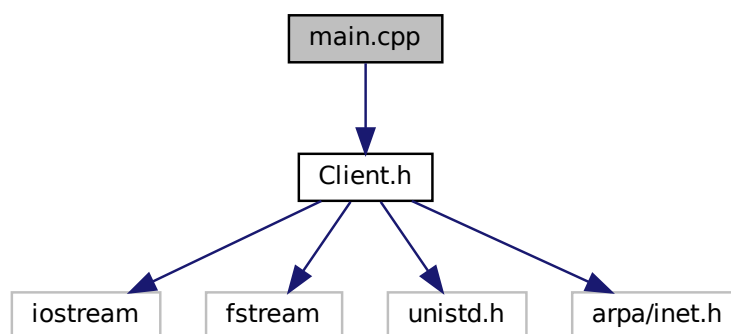 main.cpp
Client.h
iostream
fstream
unistd.h
arpa/inet.h